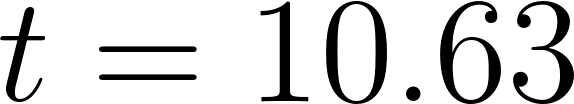 t = 10.63